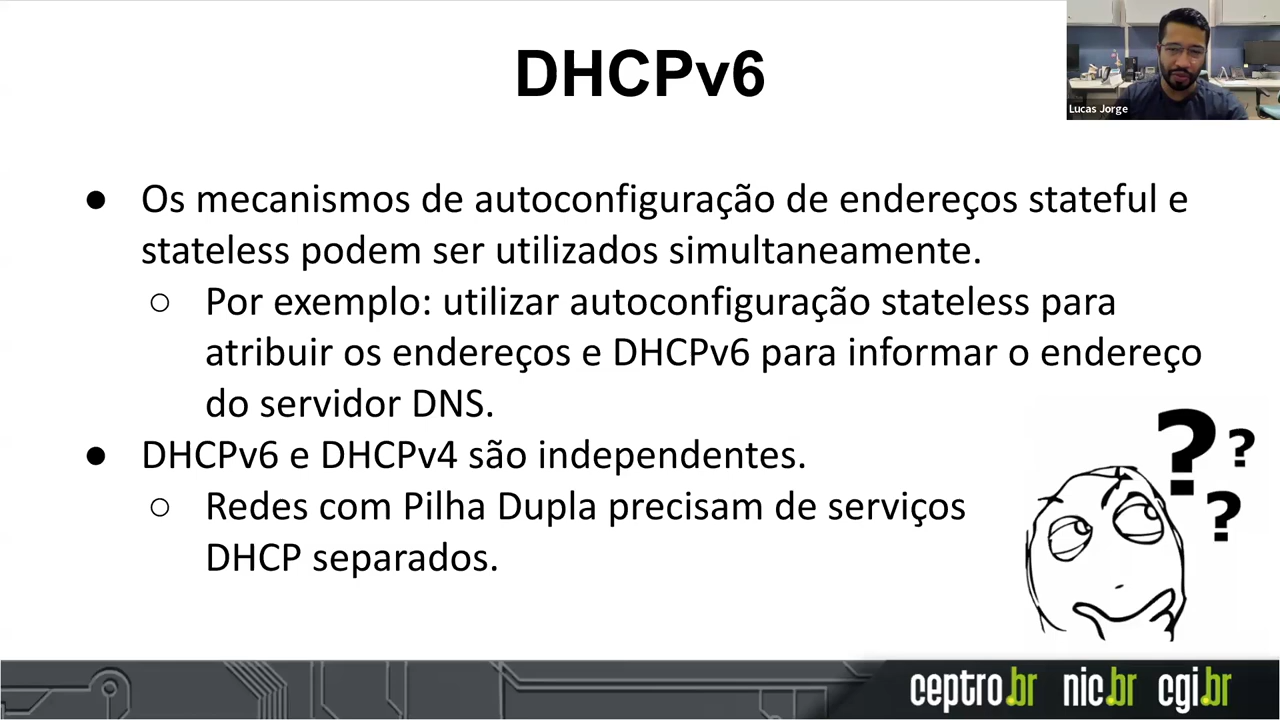 DHCPv6
Lucas Jorge
● Os mecanismos de autoconfiguração de endereços stateful e
stateless podem ser utilizados simultaneamente.
○ Por exemplo: utilizar autoconfiguração stateless para
atribuir os endereços e DHCPv6 para informar o endereço
do servidor DNS.
● DHCPv6 e DHCPv4 são independentes.
○ Redes com Pilha Dupla precisam de serviços
DHCP separados.
? ?
?
ceptro.br nic.br cgi.br